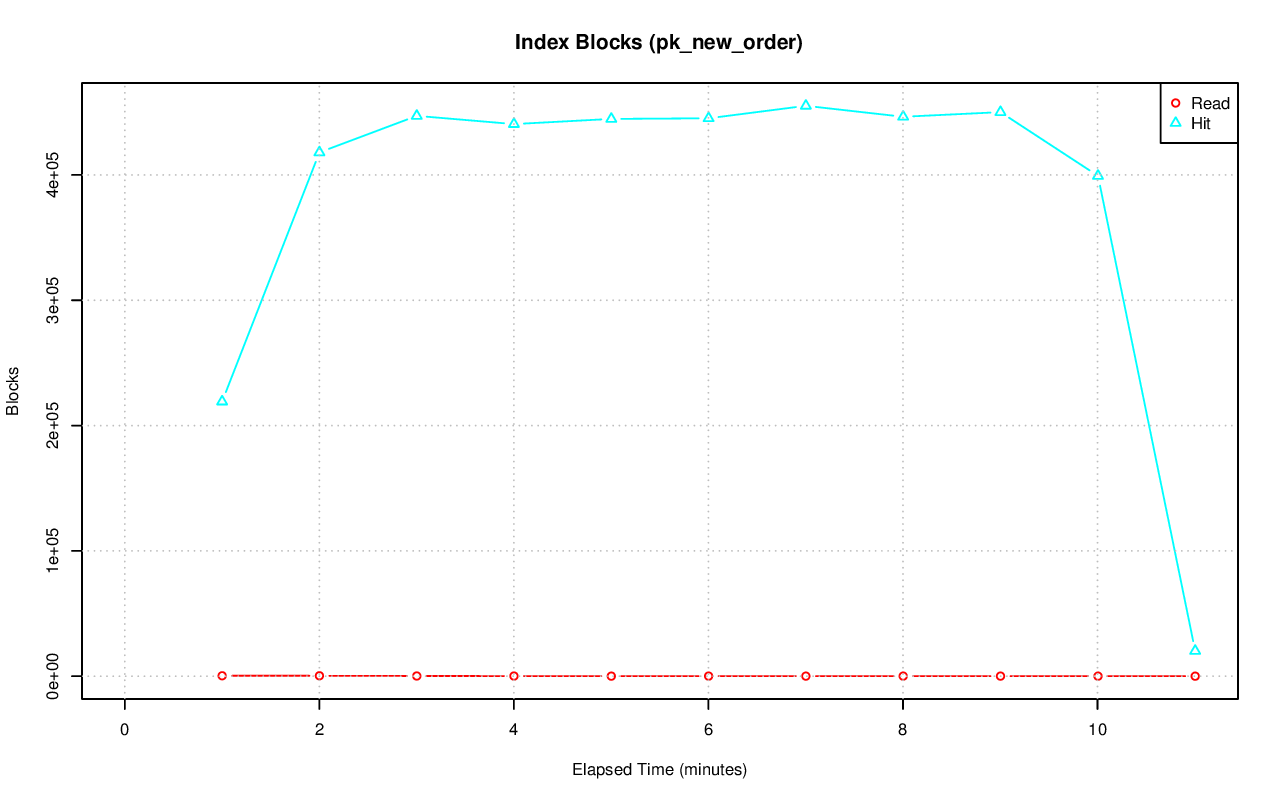 Index Blocks (pk_new_order)
Read
Hit
Blocks
4e+05
3e+05
2e+05
1e+05
0e+00
0 2 4 6 8 10
Elapsed Time (minutes)